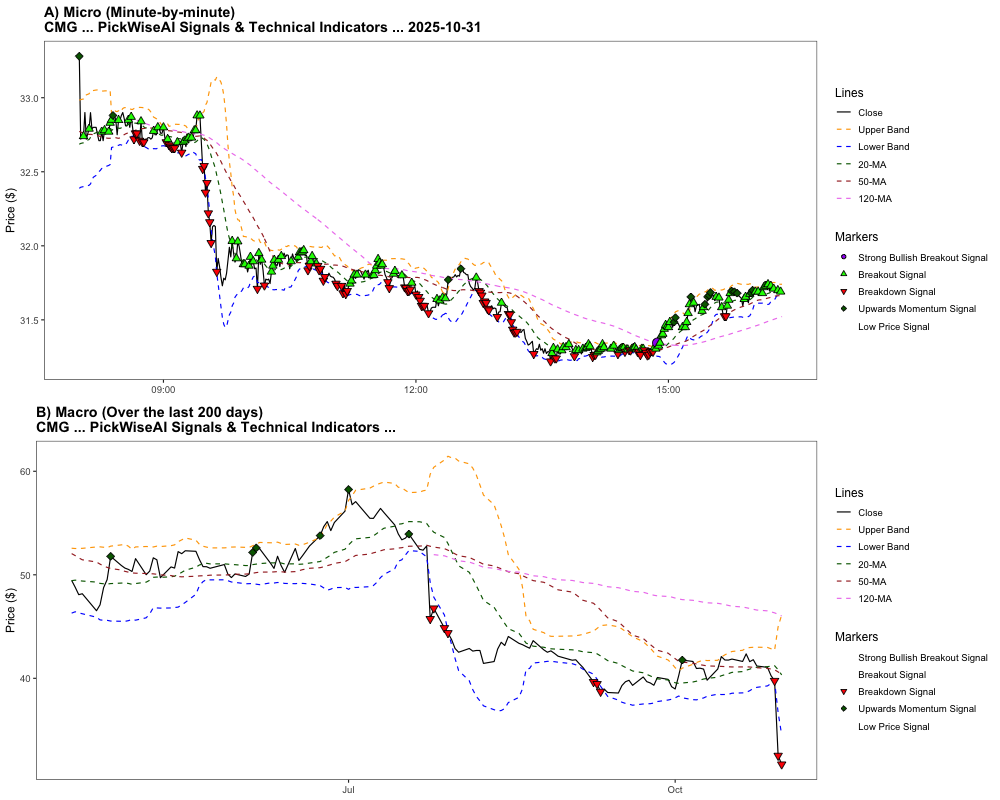 A) Micro (Minute-by-minute)
CMG ... PickWiseAI Signals & Technical Indicators ... 2025-10-31
Price ($)
33.0
32.5
32.0
31.5
09:00
12:00
15:00
Lines
Close
Upper Band
Lower Band
20-MA
50-MA
120-MA
Markers
Strong Bullish Breakout Signal
Breakout Signal
Breakdown Signal
Upwards Momentum Signal
Low Price Signal
B) Macro (Over the last 200 days)
CMG ... PickWiseAI Signals & Technical Indicators ...
Price ($)
60
50
40
Jul
Oct
Lines
Close
Upper Band
Lower Band
20-MA
50-MA
120-MA
Markers
Strong Bullish Breakout Signal
Breakout Signal
Breakdown Signal
Upwards Momentum Signal
Low Price Signal